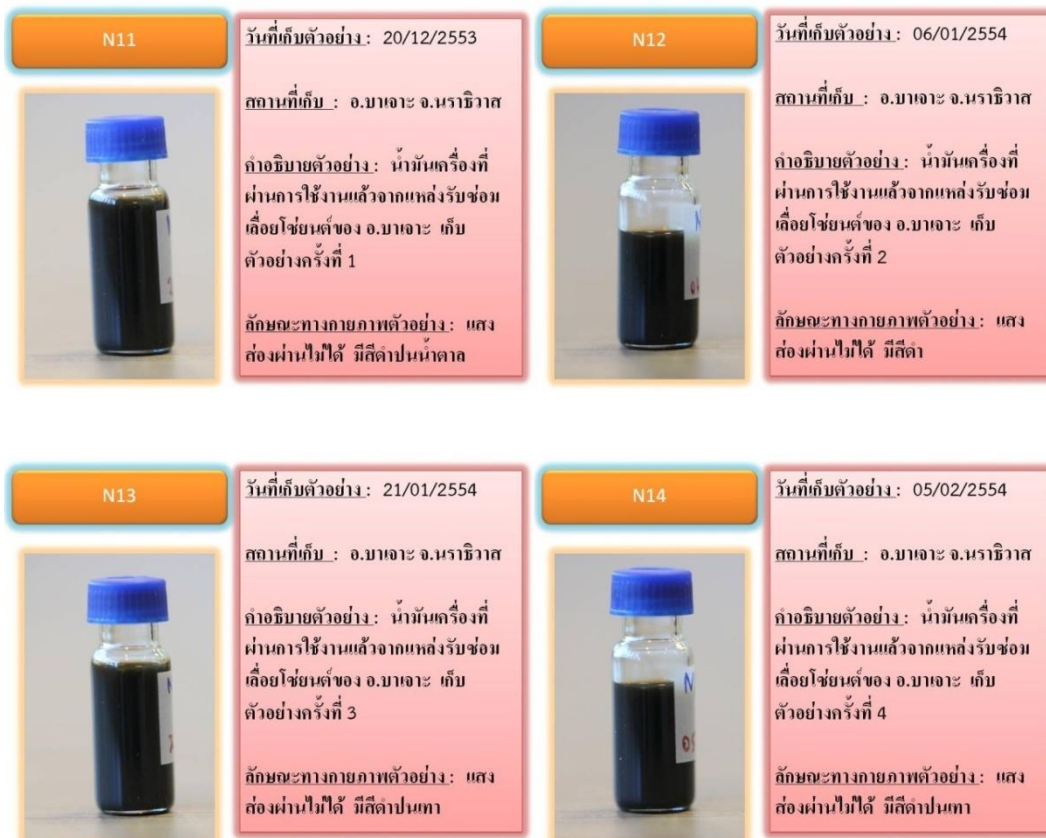 N11
วันที่เก็บตัวอย่าง : 20/12/2553
สถานที่เก็บ : อ.บาเจาะ จ.นราธิวาส
คำอธิบายตัวอย่าง : น้ำมันเครื่องที่
ผ่านการใช้งานแล้วจากแหล่งรับซ่อม
เลื่อยโซ่ยนต์ของ อ.บาเจาะ เก็บ
ตัวอย่างครั้งที่ 1
ลักษณะทางกายภาพตัวอย่าง : แสง
ส่องผ่านไม่ได้ มีสีดำปนน้ำตาล
N12
วันที่เก็บตัวอย่าง : 06/01/2554
สถานที่เก็บ : อ.บาเจาะ จ.นราธิวาส
คำอธิบายตัวอย่าง : น้ำมันเครื่องที่
ผ่านการใช้งานแล้วจากแหล่งรับซ่อม
เลื่อยโซ่ยนต์ของ อ.บาเจาะ เก็บ
ตัวอย่างครั้งที่ 2
ลักษณะทางกายภาพตัวอย่าง : แสง
ส่องผ่านไม่ได้ มีสีดำ
N13
วันที่เก็บตัวอย่าง : 21/01/2554
สถานที่เก็บ : อ.บาเจาะ จ.นราธิวาส
คำอธิบายตัวอย่าง : น้ำมันเครื่องที่
ผ่านการใช้งานแล้วจากแหล่งรับซ่อม
เลื่อยโซ่ยนต์ของ อ.บาเจาะ เก็บ
ตัวอย่างครั้งที่ 3
ลักษณะทางกายภาพตัวอย่าง : แสง
ส่องผ่านไม่ได้ มีสีดำปนเทา
N14
วันที่เก็บตัวอย่าง : 05/02/2554
สถานที่เก็บ : อ.บาเจาะ จ.นราธิวาส
คำอธิบายตัวอย่าง : น้ำมันเครื่องที่
ผ่านการใช้งานแล้วจากแหล่งรับซ่อม
เลื่อยโซ่ยนต์ของ อ.บาเจาะ เก็บ
ตัวอย่างครั้งที่ 4
ลักษณะทางกายภาพตัวอย่าง : แสง
ส่องผ่านไม่ได้ มีสีดำปนเทา